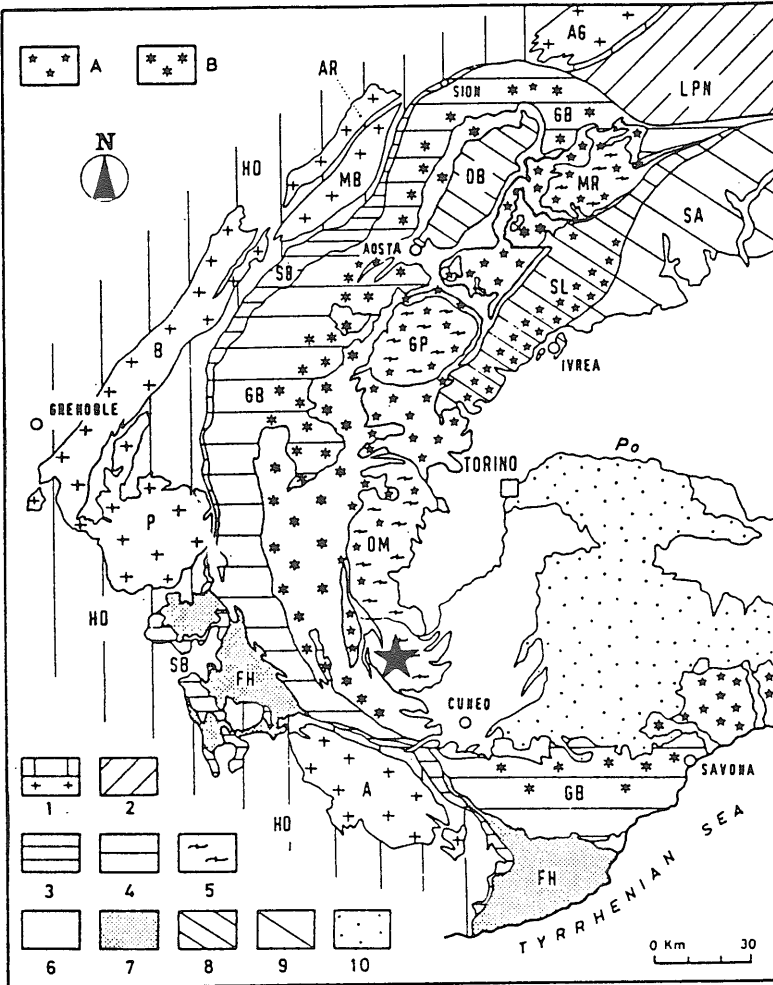 A
B
AG
LPN
AR
SION
GB
N
HO
MB
DB
MR
SA
AOSTA
SB
SL
GP
IVREA
B
GB
GRENOBLE
TORINO
Po
P
OM
HO
SB
FH
CUNEO
SAVONA
A
GB
HO
FH
TYRRHENIAN SEA
1
2
3
4
5
6
7
8
9
10
0 Km 30